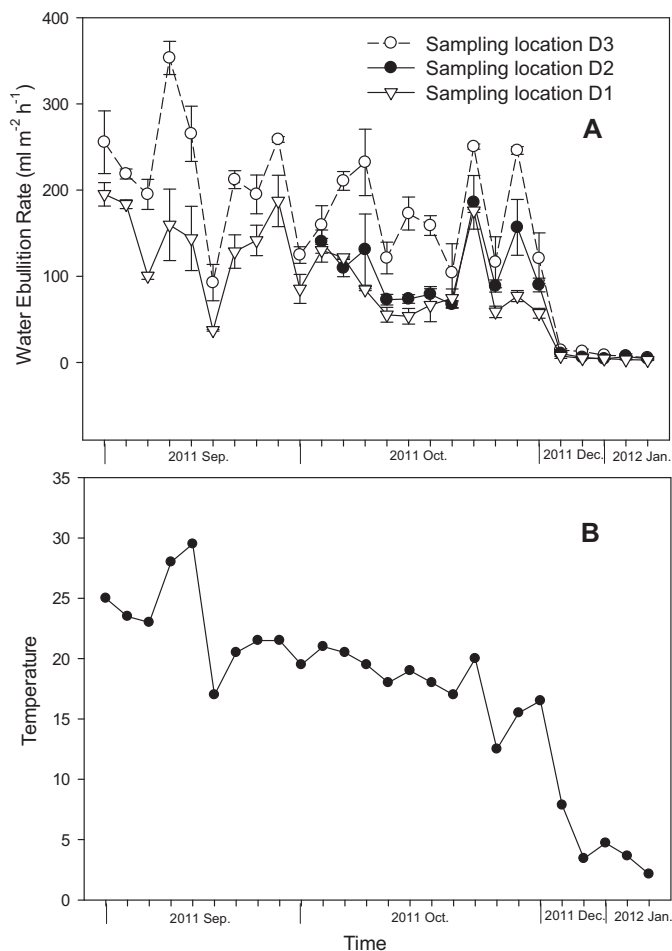 400
300
200
100
0
Water Ebullition Rate (ml m⁻² h⁻¹)
Sampling location D3
Sampling location D2
Sampling location D1
A
2011 Sep.
2011 Oct.
2011 Dec.
2012 Jan.
35
30
25
20
15
10
5
0
Temperature
B
2011 Sep.
2011 Oct.
2011 Dec.
2012 Jan.
Time